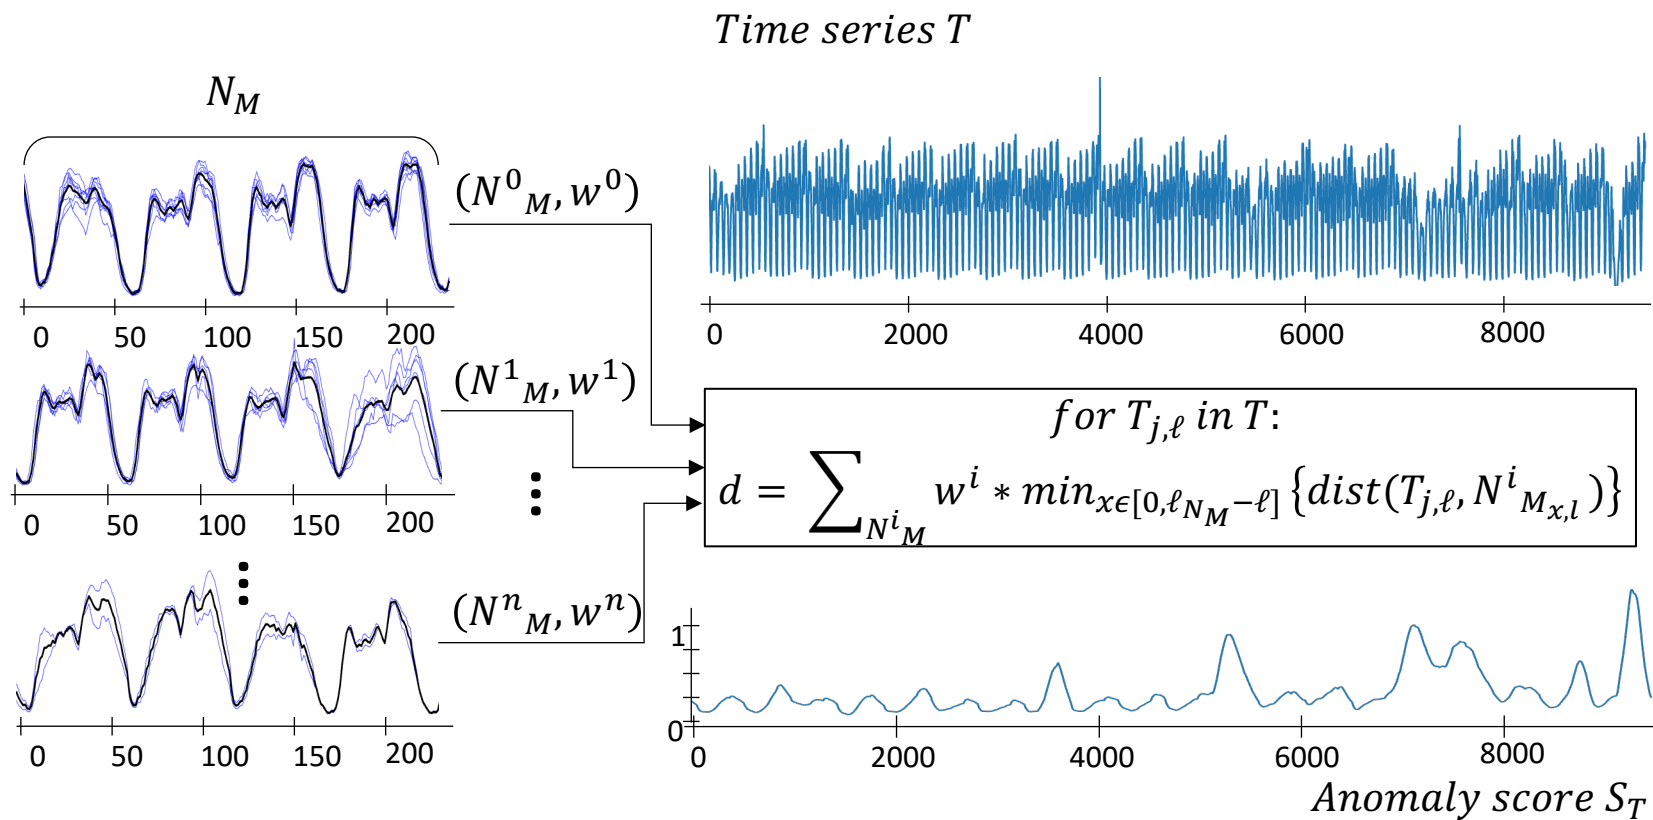 Time series T
N_M
(N^0_M, w^0)
0 50 100 150 200
0 2000 4000 6000 8000
(N^1_M, w^1)
0 50 100 150 200
for T_{j,ℓ} in T:
d = ∑_{N^i_M} w^i * min_{xϵ[0,ℓ_{N_M}−ℓ]} {dist(T_{j,ℓ}, N^i_{M_{x,l}})}
(N^n_M, w^n)
0 50 100 150 200
1
0
0 2000 4000 6000 8000
Anomaly score S_T